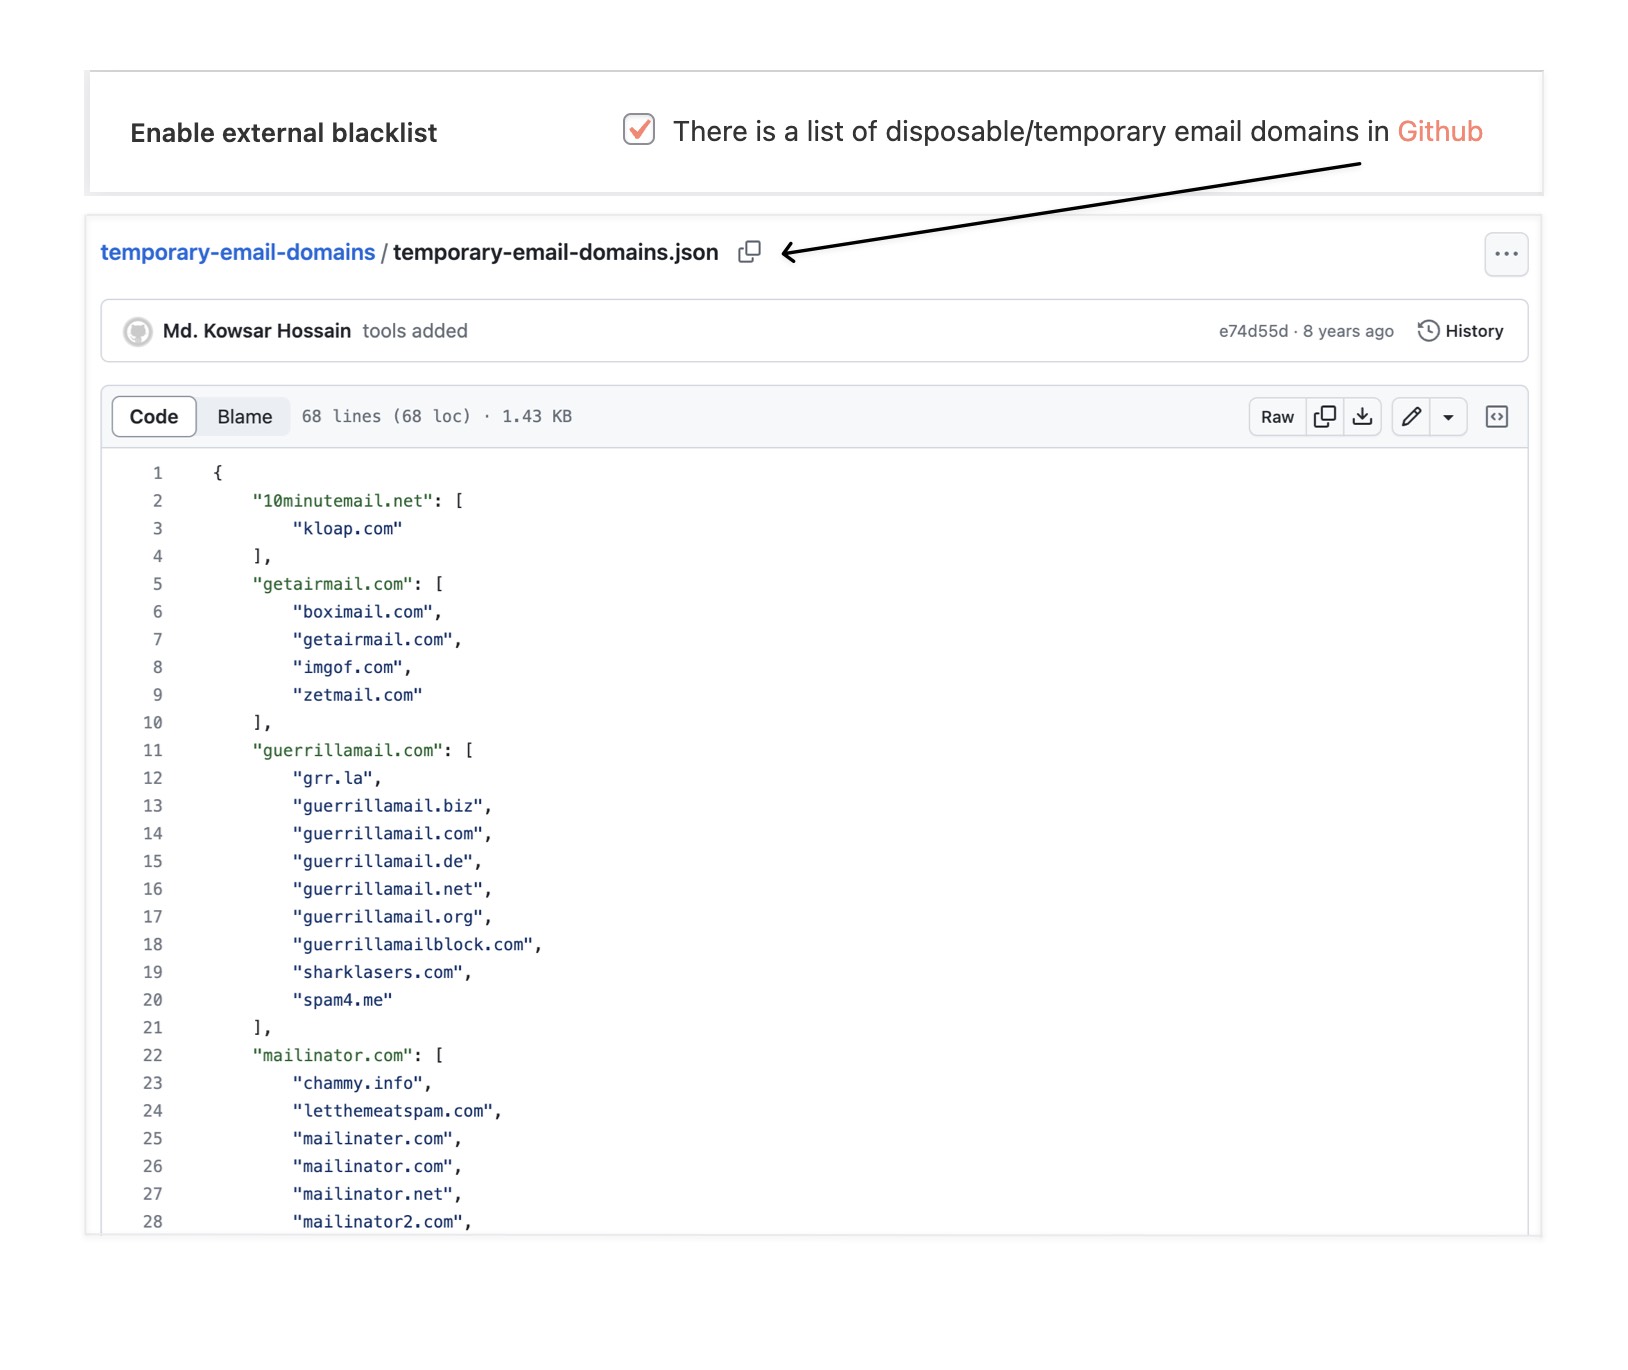 Enable external blacklist
There is a list of disposable/temporary email domains in Github
temporary-email-domains / temporary-email-domains.json
Md. Kowsar Hossain tools added
e74d55d · 8 years ago
History
Code Blame 68 lines (68 loc) · 1.43 KB
Raw
1 {
2 "10minutemail.net": [
3 "kloap.com"
4 ],
5 "getairmail.com": [
6 "boximail.com",
7 "getairmail.com",
8 "imgof.com",
9 "zetmail.com"
10 ],
11 "guerrillamail.com": [
12 "grr.la",
13 "guerrillamail.biz",
14 "guerrillamail.com",
15 "guerrillamail.de",
16 "guerrillamail.net",
17 "guerrillamail.org",
18 "guerrillamailblock.com",
19 "sharklasers.com",
20 "spam4.me"
21 ],
22 "mailinator.com": [
23 "chammy.info",
24 "letthemeatspam.com",
25 "mailinater.com",
26 "mailinator.com",
27 "mailinator.net",
28 "mailinator2.com",